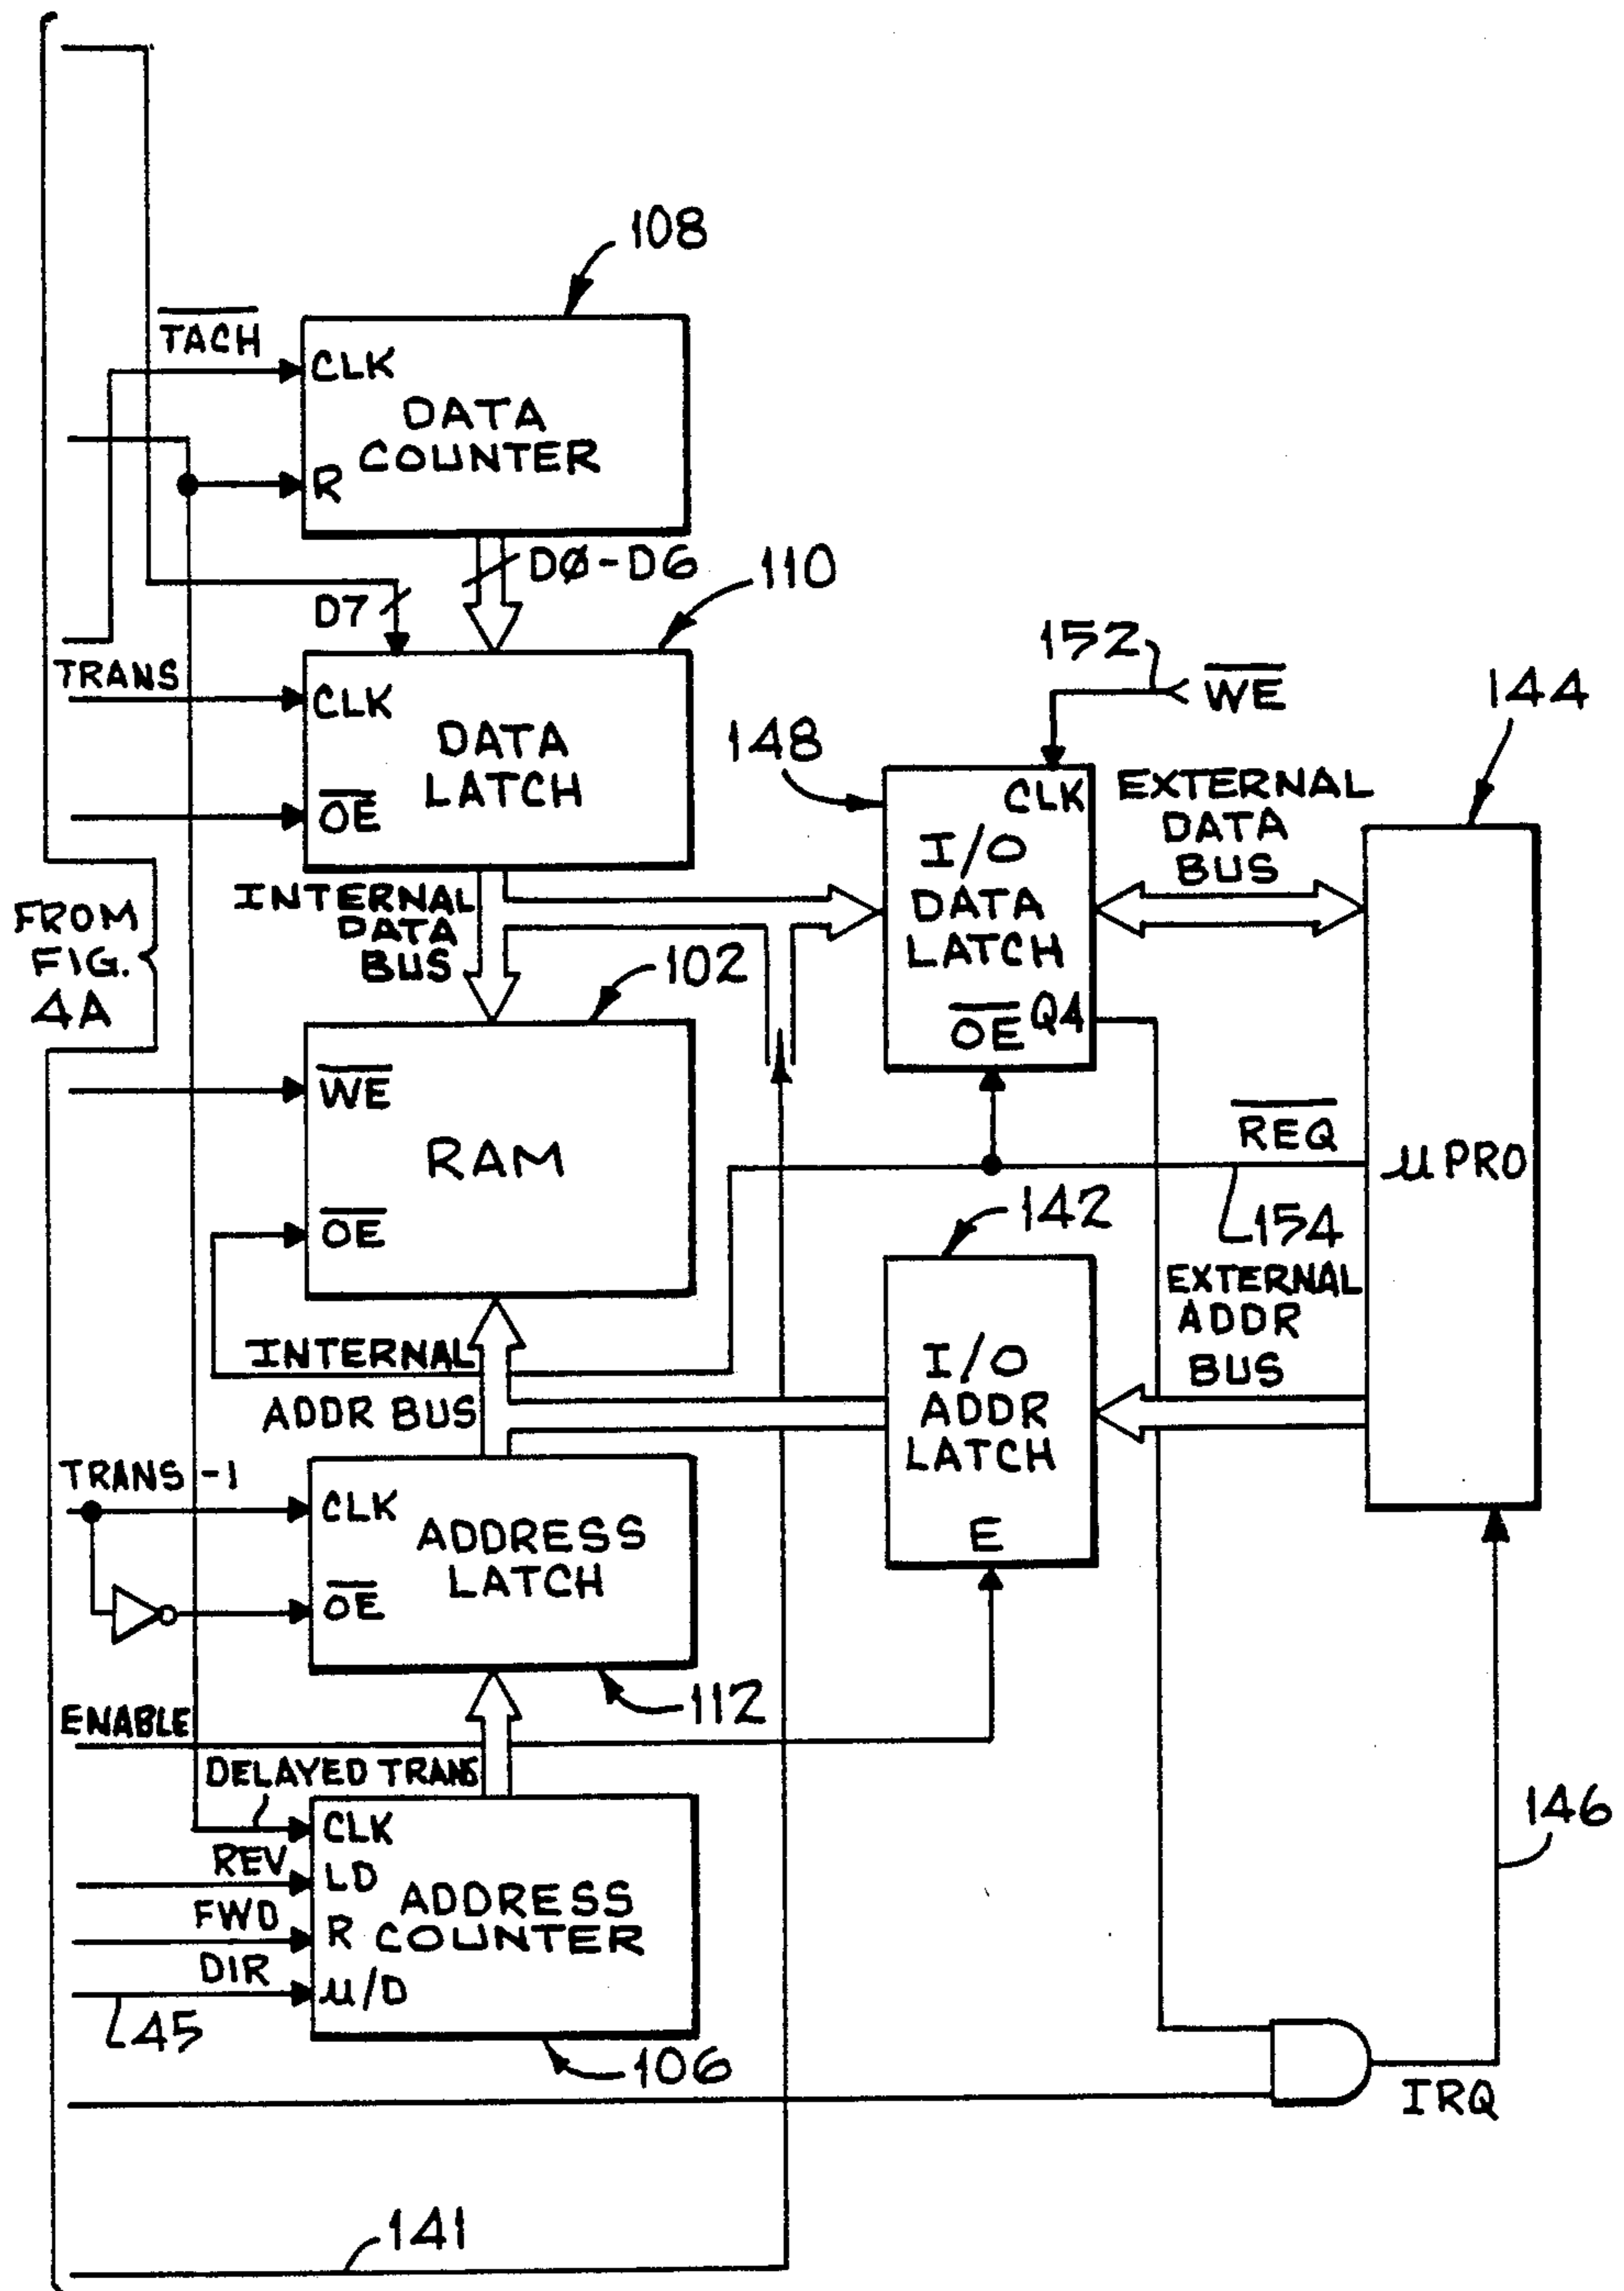 108
TACH
CLK
DATA
COUNTER
R
DØ-D6
110
D7
TRANS
CLK
DATA
LATCH
OE
152
WE
144
148
CLK
I/O
DATA
LATCH
OE Q4
EXTERNAL
DATA
BUS
INTERNAL
DATA
BUS
FROM
FIG.
4A
102
WE
RAM
OE
REQ
µPRO
154
142
EXTERNAL
ADDR
BUS
INTERNAL
ADDR BUS
I/O
ADDR
LATCH
E
TRANS-1
CLK
ADDRESS
LATCH
OE
112
ENABLE
DELAYED TRANS
CLK
REV
LD
ADDRESS
COUNTER
FWD
R
DIR
µ/D
45
106
146
IRQ
141